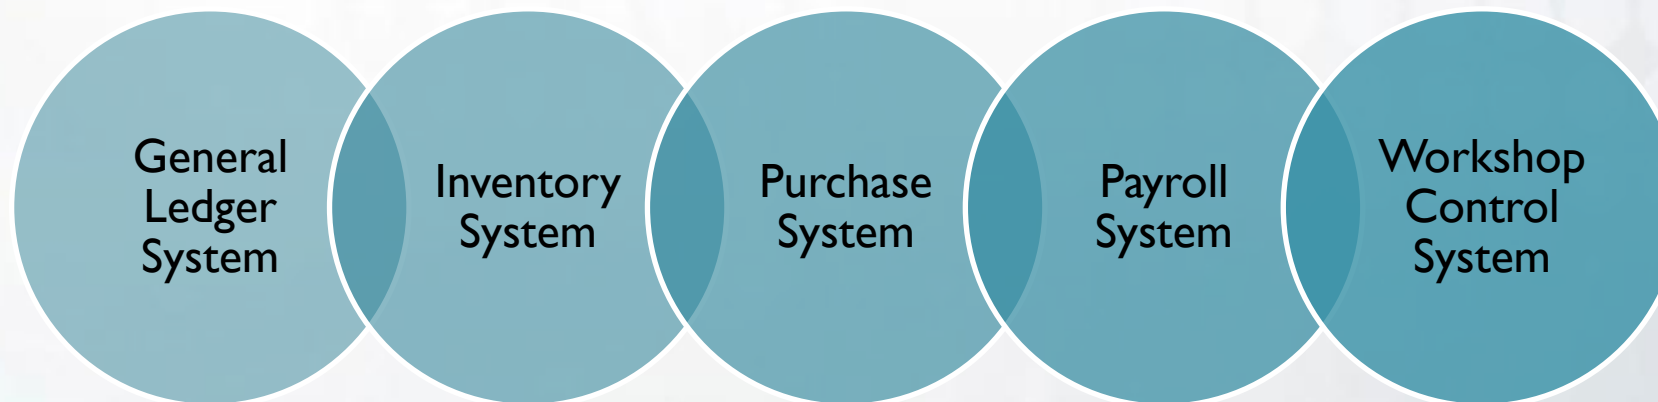 General
Ledger
System
Inventory
System
Purchase
System
Payroll
System
Workshop
Control
System